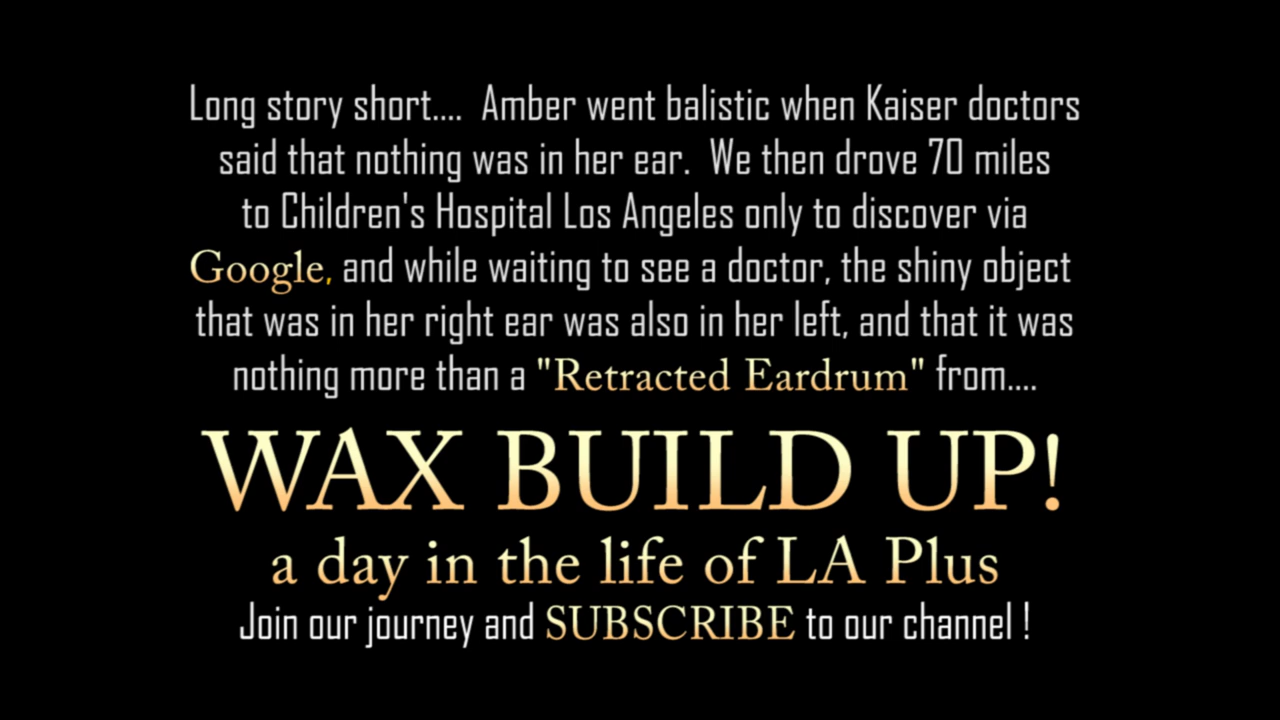 Long story short.... Amber went balistic when Kaiser doctors
said that nothing was in her ear. We then drove 70 miles
to Children's Hospital Los Angeles only to discover via
Google, and while waiting to see a doctor, the shiny object
that was in her right ear was also in her left, and that it was
nothing more than a "Retracted Eardrum" from....
WAX BUILD UP!
a day in the life of LA Plus
Join our journey and SUBSCRIBE to our channel !